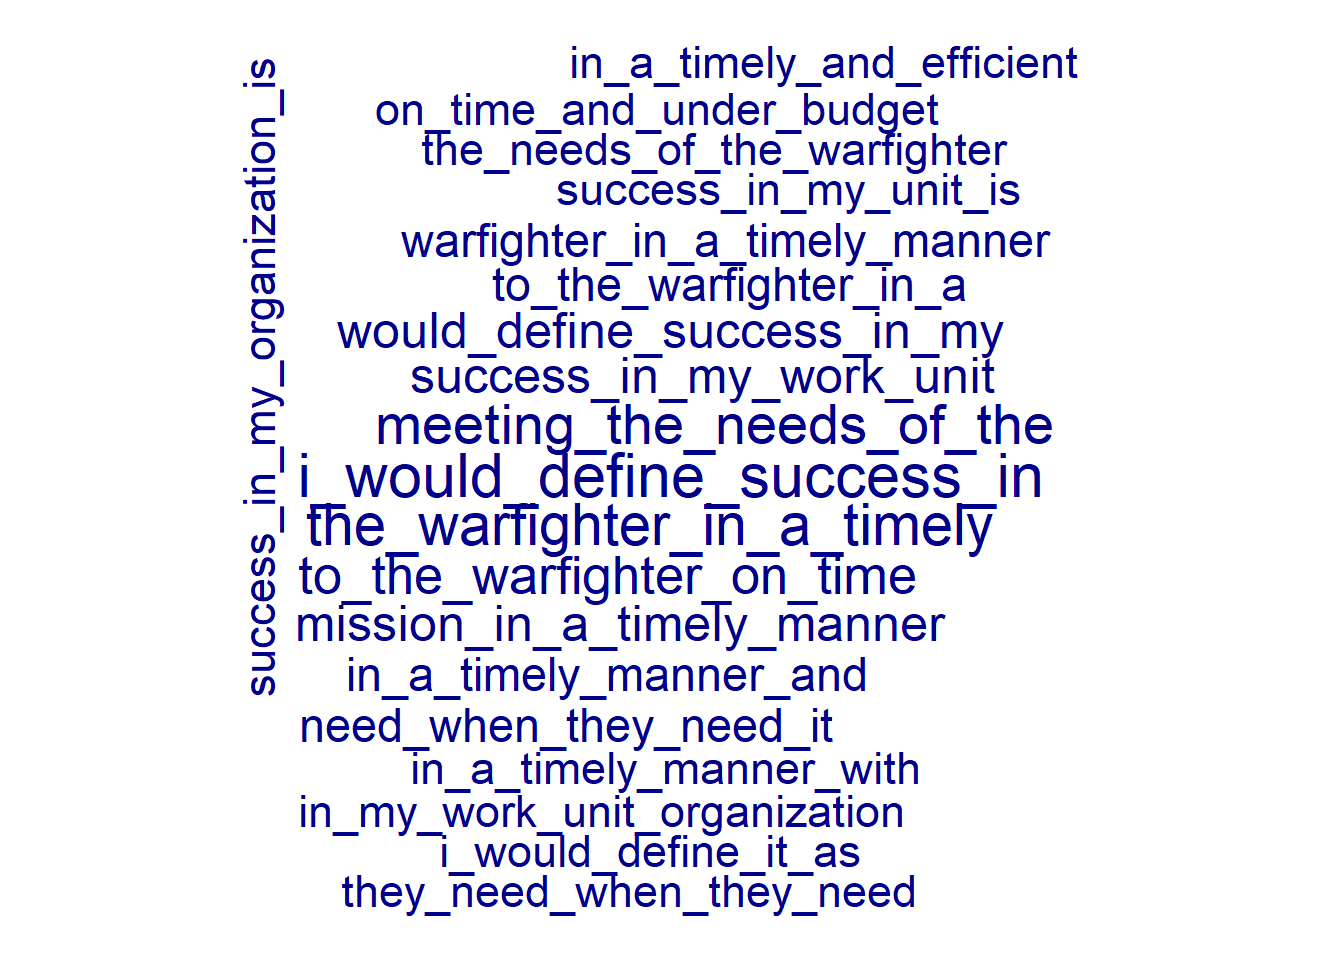 success_in_my_organization_is
in_a_timely_and_efficient
on_time_and_under_budget
the_needs_of_the_warfighter
success_in_my_unit_is
warfighter_in_a_timely_manner
to_the_warfighter_in_a
would_define_success_in_my
success_in_my_work_unit
meeting_the_needs_of_the
i_would_define_success_in
the_warfighter_in_a_timely
to_the_warfighter_on_time
mission_in_a_timely_manner
in_a_timely_manner_and
need_when_they_need_it
in_a_timely_manner_with
in_my_work_unit_organization
i_would_define_it_as
they_need_when_they_need